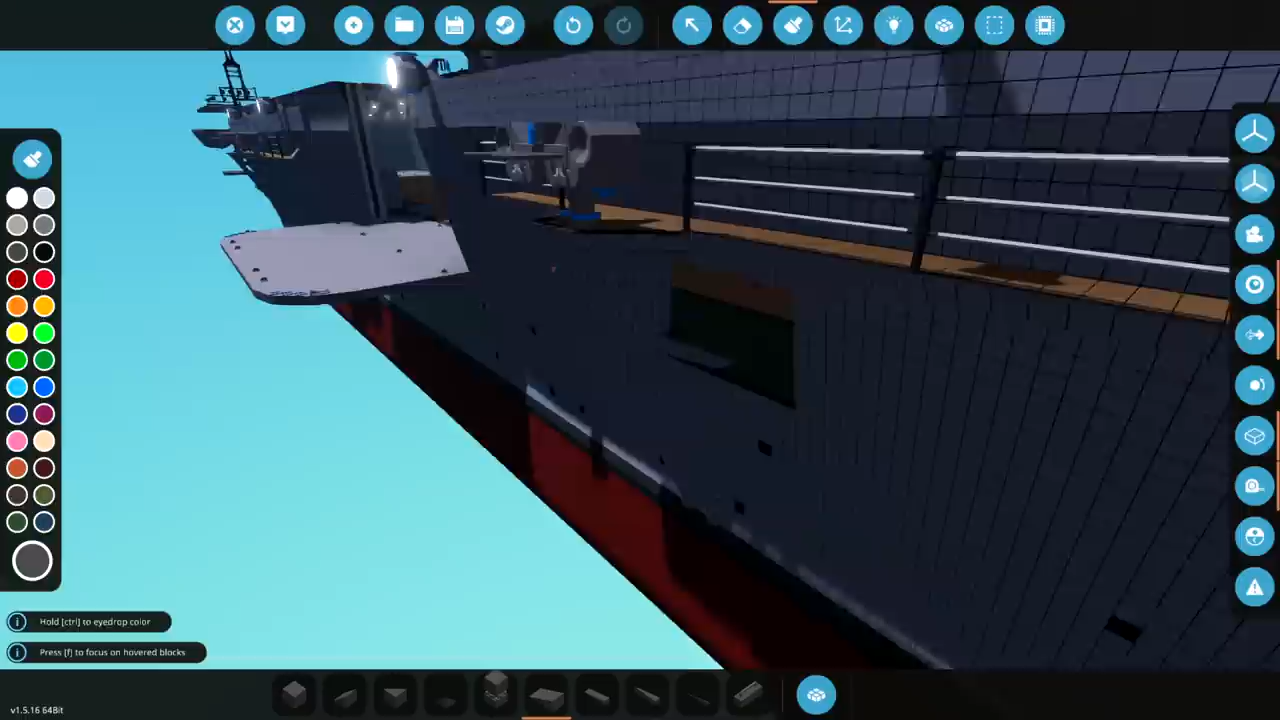 Hold [ctrl] to eyedrop color
Press [f] to focus on hovered blocks
v1.5.16 64Bit